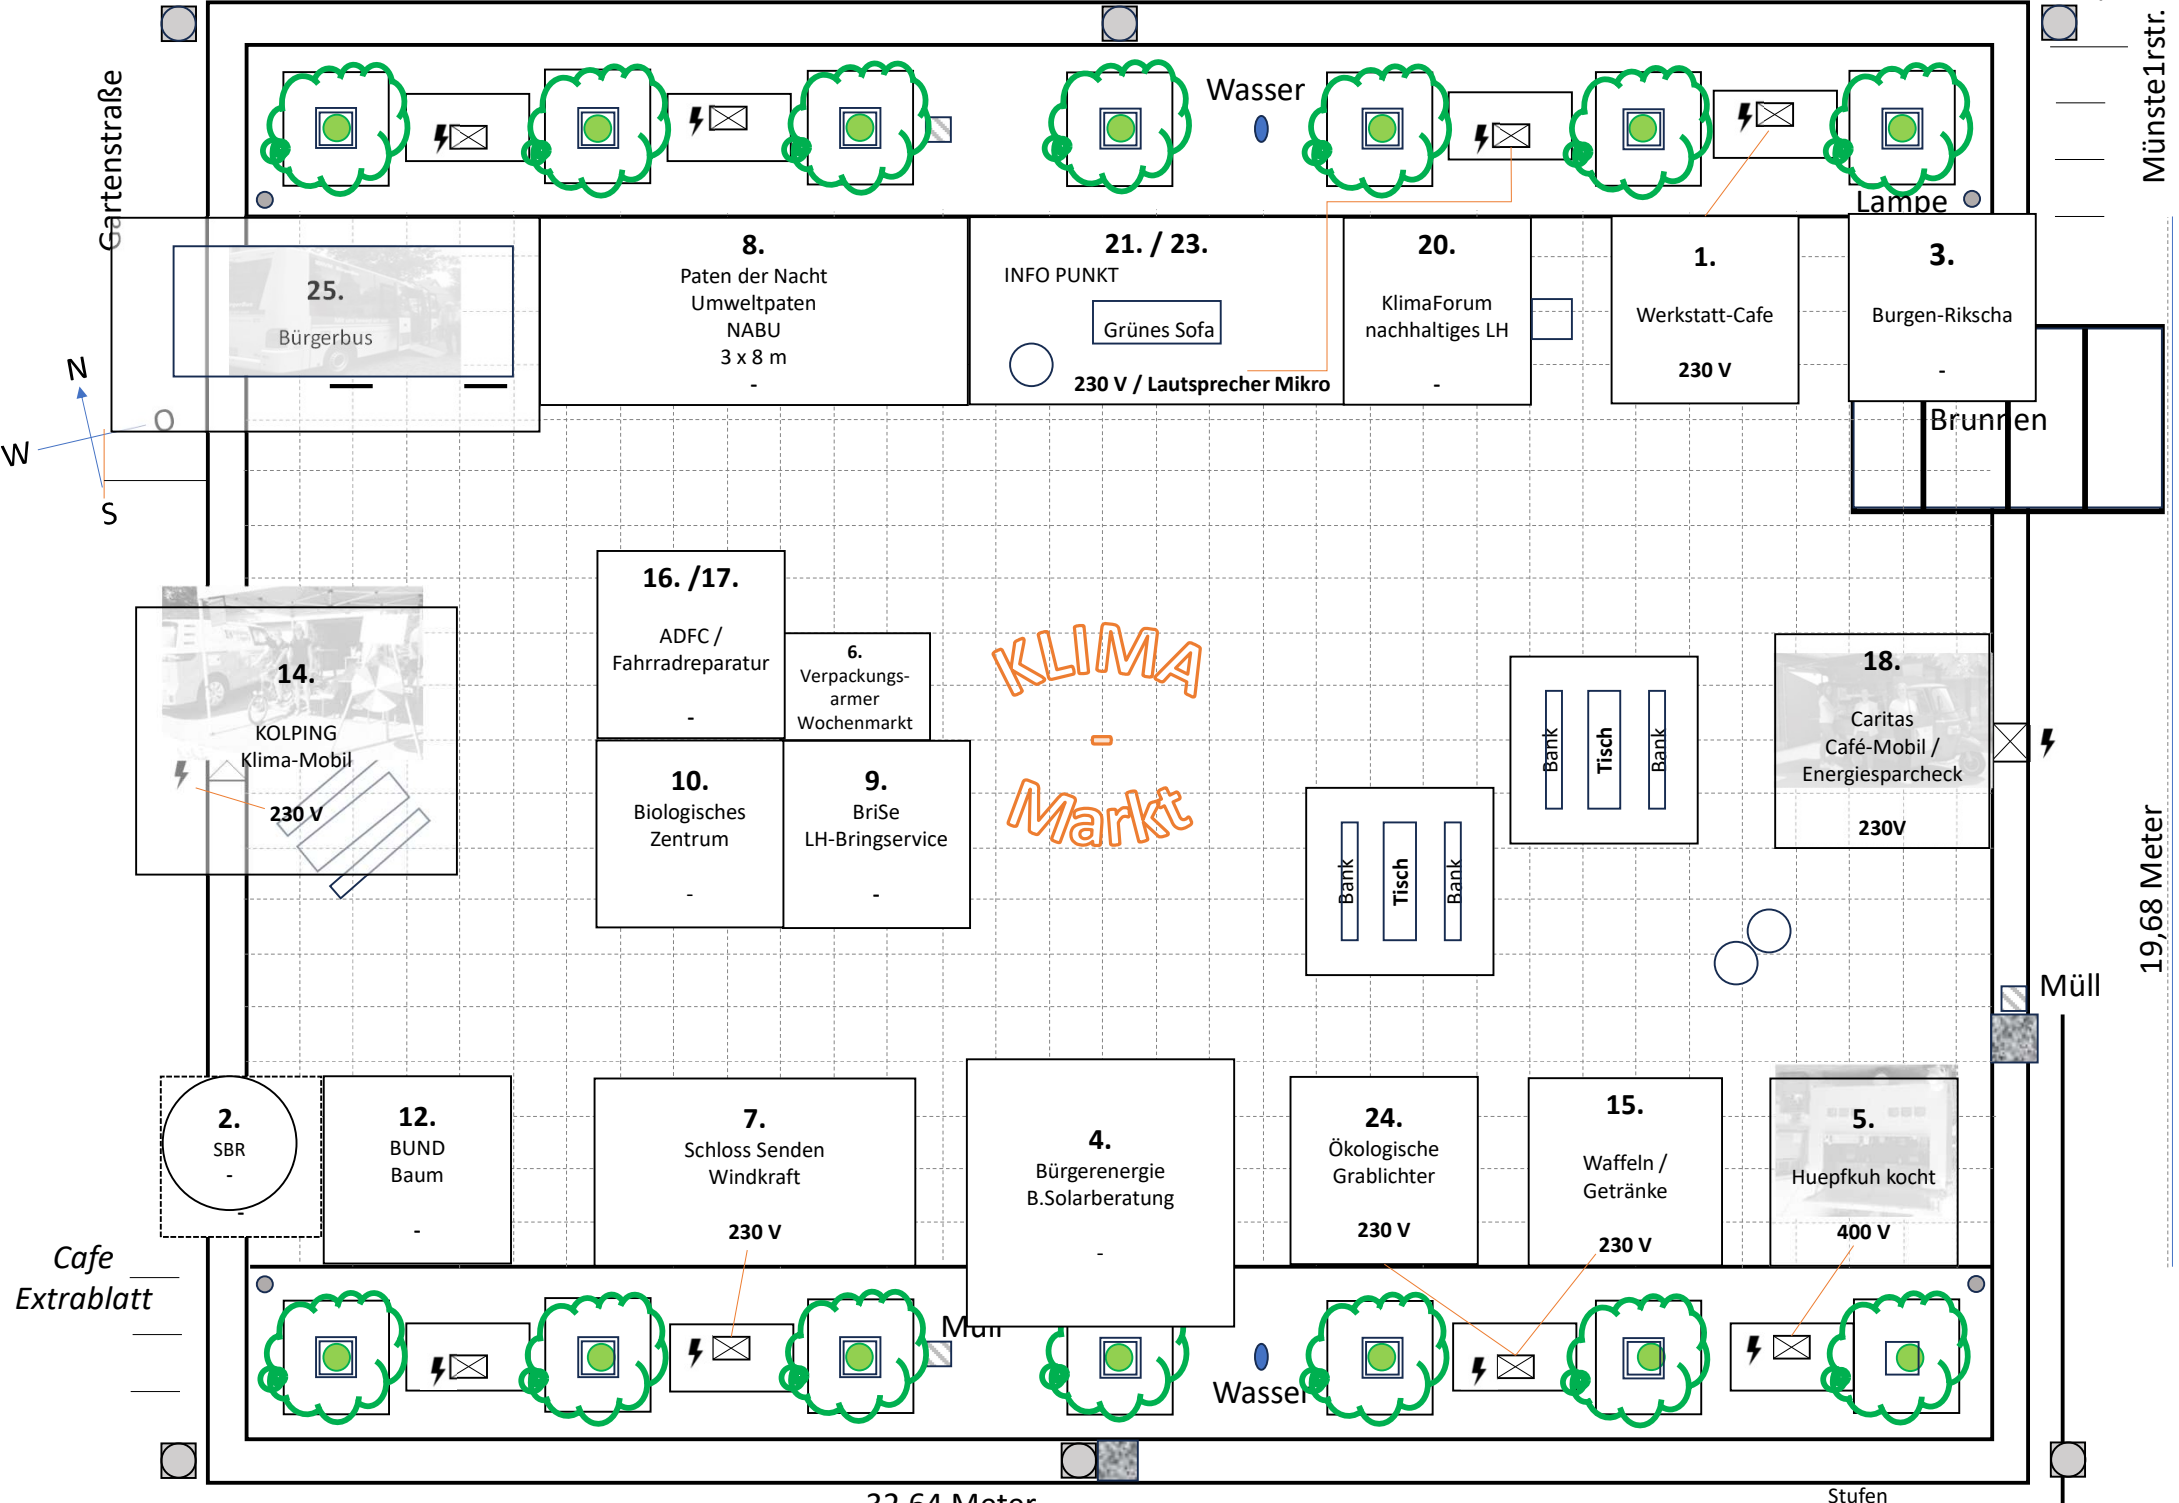 Münste1rstr.
Gartenstraße
Wasser
Lampe
25.
Bürgerbus
8.
Paten der Nacht
Umweltpaten
NABU
3 x 8 m
-
21. / 23.
INFO PUNKT
Grünes Sofa
230 V / Lautsprecher Mikro
20.
KlimaForum
nachhaltiges LH
-
1.
Werkstatt-Cafe
230 V
3.
Burgen-Rikscha
-
Brunnen
N
O
W
S
16. /17.
ADFC /
Fahrradreparatur
-
6.
Verpackungs-
armer
Wochenmarkt
KLIMA
-
Markt
14.
KOLPING
Klima-Mobil
230 V
10.
Biologisches
Zentrum
-
9.
BriSe
LH-Bringservice
-
Bank
Tisch
Bank
Bank
Tisch
Bank
18.
Caritas
Café-Mobil /
Energiesparcheck
230V
19,68 Meter
Müll
2.
SBR
-
-
12.
BUND
Baum
-
7.
Schloss Senden
Windkraft
230 V
4.
Bürgerenergie
B.Solarberatung
-
24.
Ökologische
Grablichter
230 V
15.
Waffeln /
Getränke
230 V
5.
Huepfkuh kocht
400 V
Cafe
Extrablatt
Müll
Wasser
32,64 Meter
Stufen